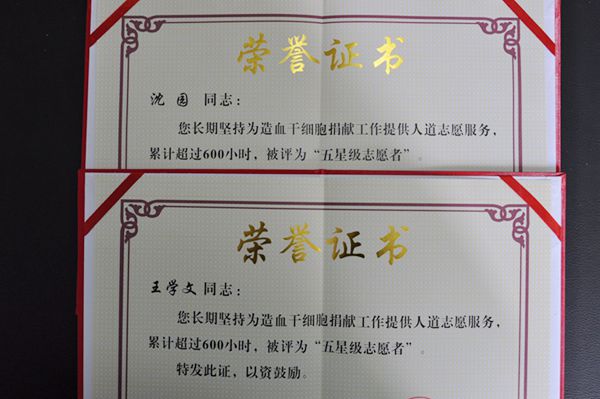 荣誉证书
沈园 同志：
您长期坚持为造血干细胞捐献工作提供人道志愿服务，
累计超过600小时，被评为“五星级志愿者”。
荣誉证书
王学文 同志：
您长期坚持为造血干细胞捐献工作提供人道志愿服务，
累计超过600小时，被评为“五星级志愿者”。
特发此证，以资鼓励。